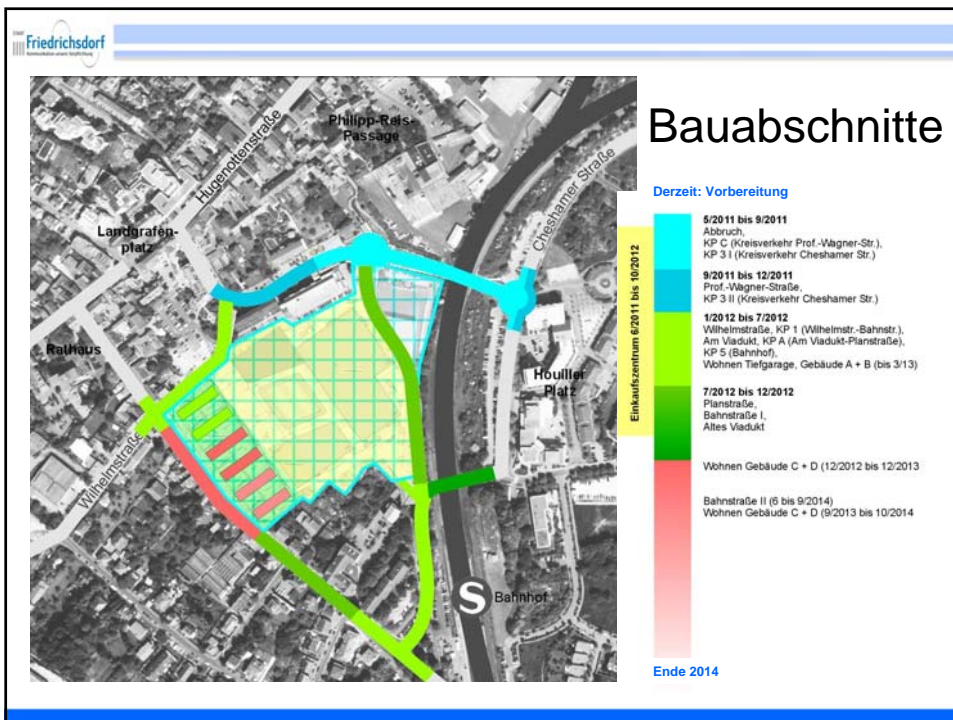 STADT
Friedrichsdorf
Bauabschnitte
Philipp-Reis-
Passage
Hugenottenstraße
Cheshamer Straße
Landgrafen-
platz
Rathaus
Houiller
Platz
Wilhelmstraße
S Bahnhof
Derzeit: Vorbereitung
Einkaufszentrum 6/2011 bis 10/2012
5/2011 bis 9/2011
Abbruch,
KP C (Kreisverkehr Prof.-Wagner-Str.),
KP 3 I (Kreisverkehr Cheshamer Str.)
9/2011 bis 12/2011
Prof.-Wagner-Straße,
KP 3 II (Kreisverkehr Cheshamer Str.)
1/2012 bis 7/2012
Wilhelmstraße, KP 1 (Wilhelmstr.-Bahnstr.),
Am Viadukt, KP A (Am Viadukt-Planstraße),
KP 5 (Bahnhof),
Wohnen Tiefgarage, Gebäude A + B (bis 3/13)
7/2012 bis 12/2012
Planstraße,
Bahnstraße I,
Altes Viadukt
Wohnen Gebäude C + D (12/2012 bis 12/2013
Bahnstraße II (6 bis 9/2014)
Wohnen Gebäude C + D (9/2013 bis 10/2014
Ende 2014